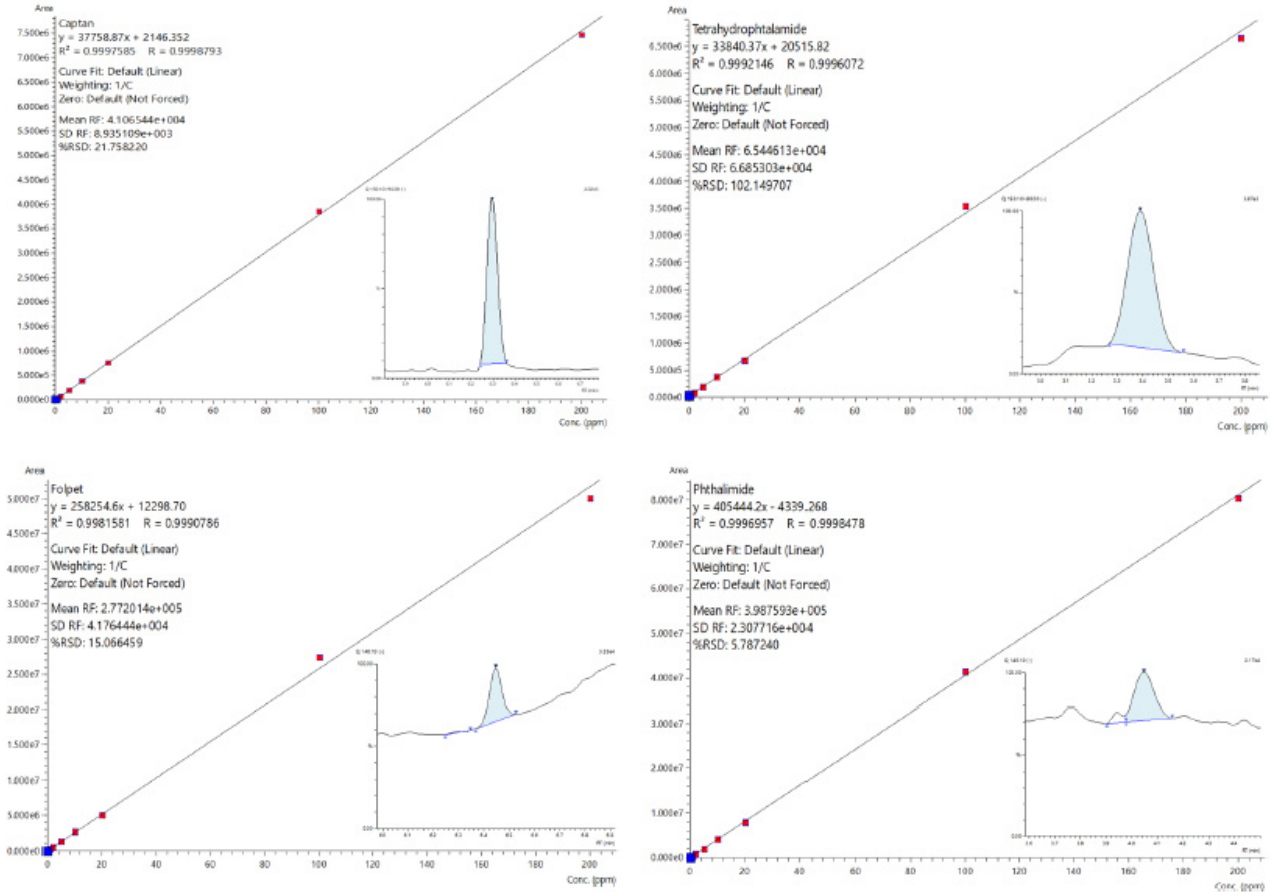 Area
Captan
y = 37758.87x + 2146.352
R² = 0.9997585 R = 0.9998793
Curve Fit: Default (Linear)
Weighting: 1/C
Zero: Default (Not Forced)
Mean RF: 4.106544e+004
SD RF: 8.935109e+003
%RSD: 21.758220
7.500e6
7.000e6
6.500e6
6.000e6
5.500e6
5.000e6
4.500e6
4.000e6
3.500e6
3.000e6
2.500e6
2.000e6
1.500e6
1.000e6
5.000e5
0.000e0
0 20 40 60 80 100 120 140 160 180 200
Conc. (ppm)
Area
Tetrahydrophtalamide
y = 33840.37x + 20515.82
R² = 0.9992146 R = 0.9996072
Curve Fit: Default (Linear)
Weighting: 1/C
Zero: Default (Not Forced)
Mean RF: 6.544613e+004
SD RF: 6.685303e+004
%RSD: 102.149707
6.500e6
6.000e6
5.500e6
5.000e6
4.500e6
4.000e6
3.500e6
3.000e6
2.500e6
2.000e6
1.500e6
1.000e6
5.000e5
0.000e0
0 20 40 60 80 100 120 140 160 180 200
Conc. (ppm)
Area
Folpet
y = 258254.6x + 12298.70
R² = 0.9981581 R = 0.9990786
Curve Fit: Default (Linear)
Weighting: 1/C
Zero: Default (Not Forced)
Mean RF: 2.772014e+005
SD RF: 4.176444e+004
%RSD: 15.066459
5.000e7
4.500e7
4.000e7
3.500e7
3.000e7
2.500e7
2.000e7
1.500e7
1.000e7
5.000e6
0.000e0
0 20 40 60 80 100 120 140 160 180 200
Conc. (ppm)
Area
Phthalimide
y = 405444.2x - 4339.268
R² = 0.9996957 R = 0.9998478
Curve Fit: Default (Linear)
Weighting: 1/C
Zero: Default (Not Forced)
Mean RF: 3.987593e+005
SD RF: 2.307716e+004
%RSD: 5.787240
8.000e7
7.000e7
6.000e7
5.000e7
4.000e7
3.000e7
2.000e7
1.000e7
0.000e0
0 20 40 60 80 100 120 140 160 180 200
Conc. (ppm)